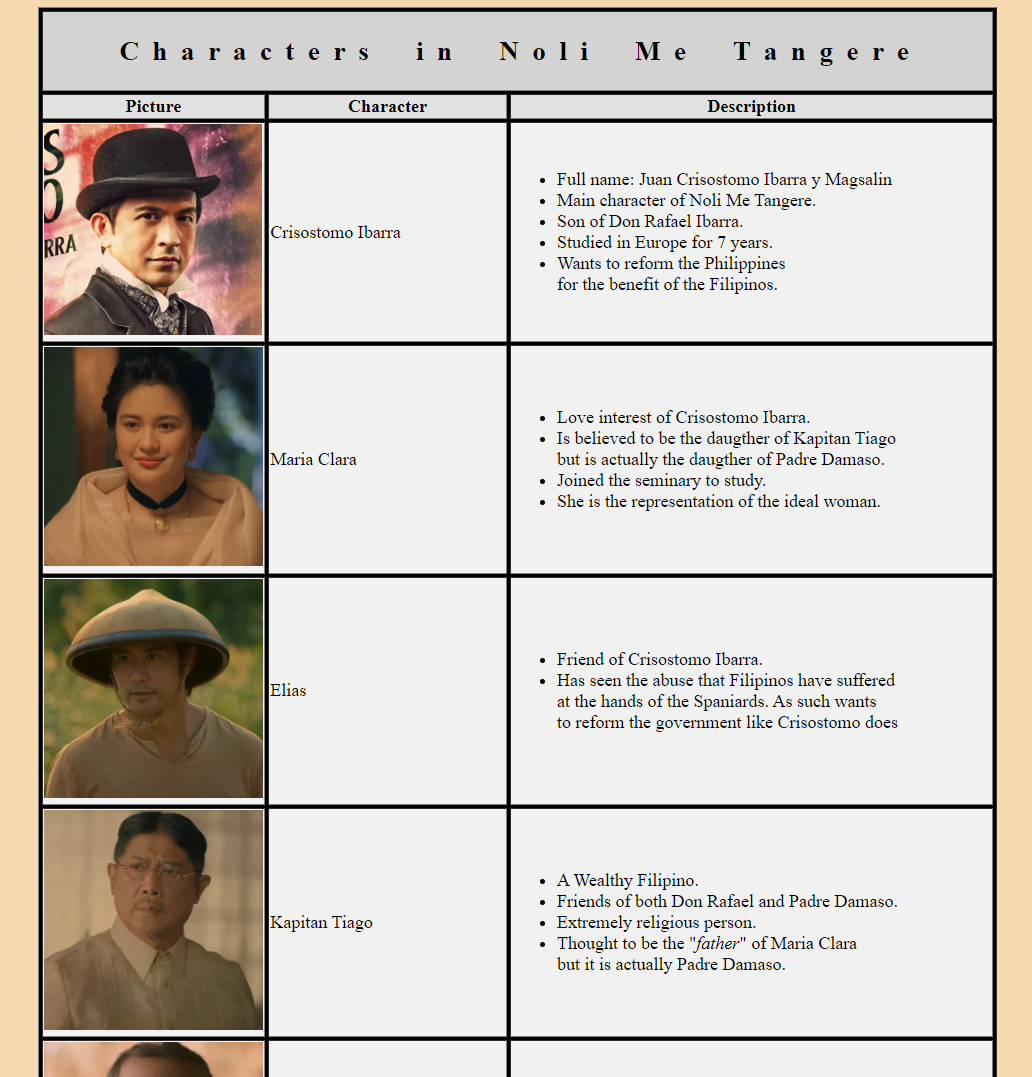 Characters in Noli Me Tangere
Picture Character Description
S
O
RRA
Crisostomo Ibarra
Full name: Juan Crisostomo Ibarra y Magsalin
Main character of Noli Me Tangere.
Son of Don Rafael Ibarra.
Studied in Europe for 7 years.
Wants to reform the Philippines
for the benefit of the Filipinos.
Maria Clara
Love interest of Crisostomo Ibarra.
Is believed to be the daugther of Kapitan Tiago
but is actually the daugther of Padre Damaso.
Joined the seminary to study.
She is the representation of the ideal woman.
Elias
Friend of Crisostomo Ibarra.
Has seen the abuse that Filipinos have suffered
at the hands of the Spaniards. As such wants
to reform the government like Crisostomo does
Kapitan Tiago
A Wealthy Filipino.
Friends of both Don Rafael and Padre Damaso.
Extremely religious person.
Thought to be the "father" of Maria Clara
but it is actually Padre Damaso.